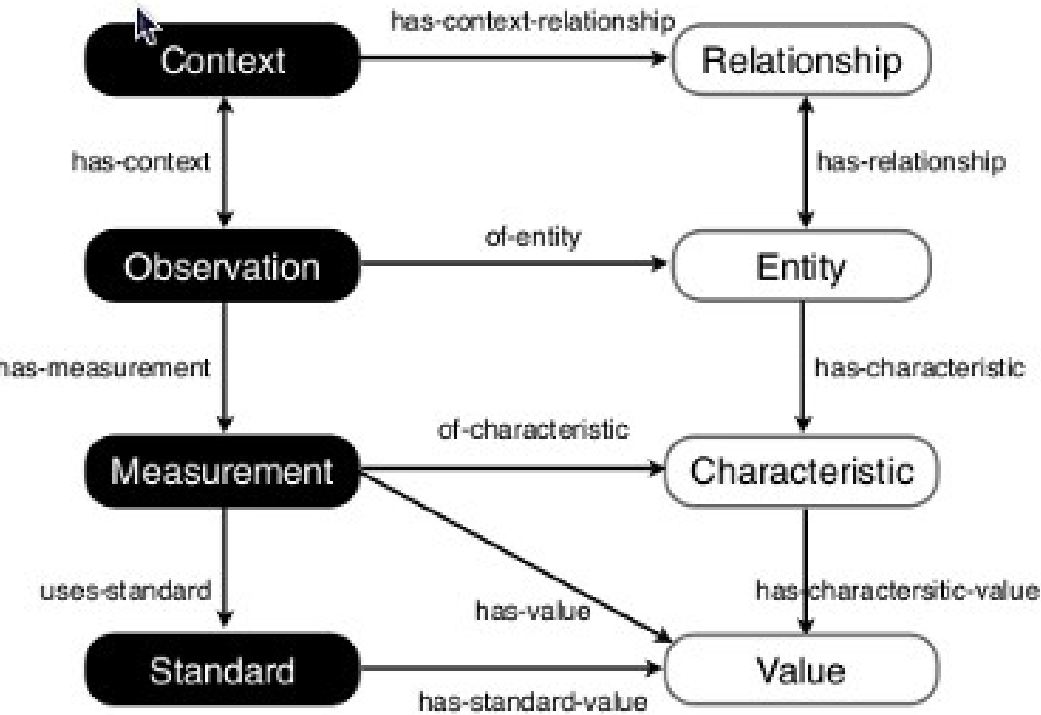 has-context-relationship
Context
Relationship
has-context
has-relationship
of-entity
Observation
Entity
has-measurement
has-characteristic
of-characteristic
Measurement
Characteristic
uses-standard
has-charactersitic-value
has-value
Standard
Value
has-standard-value